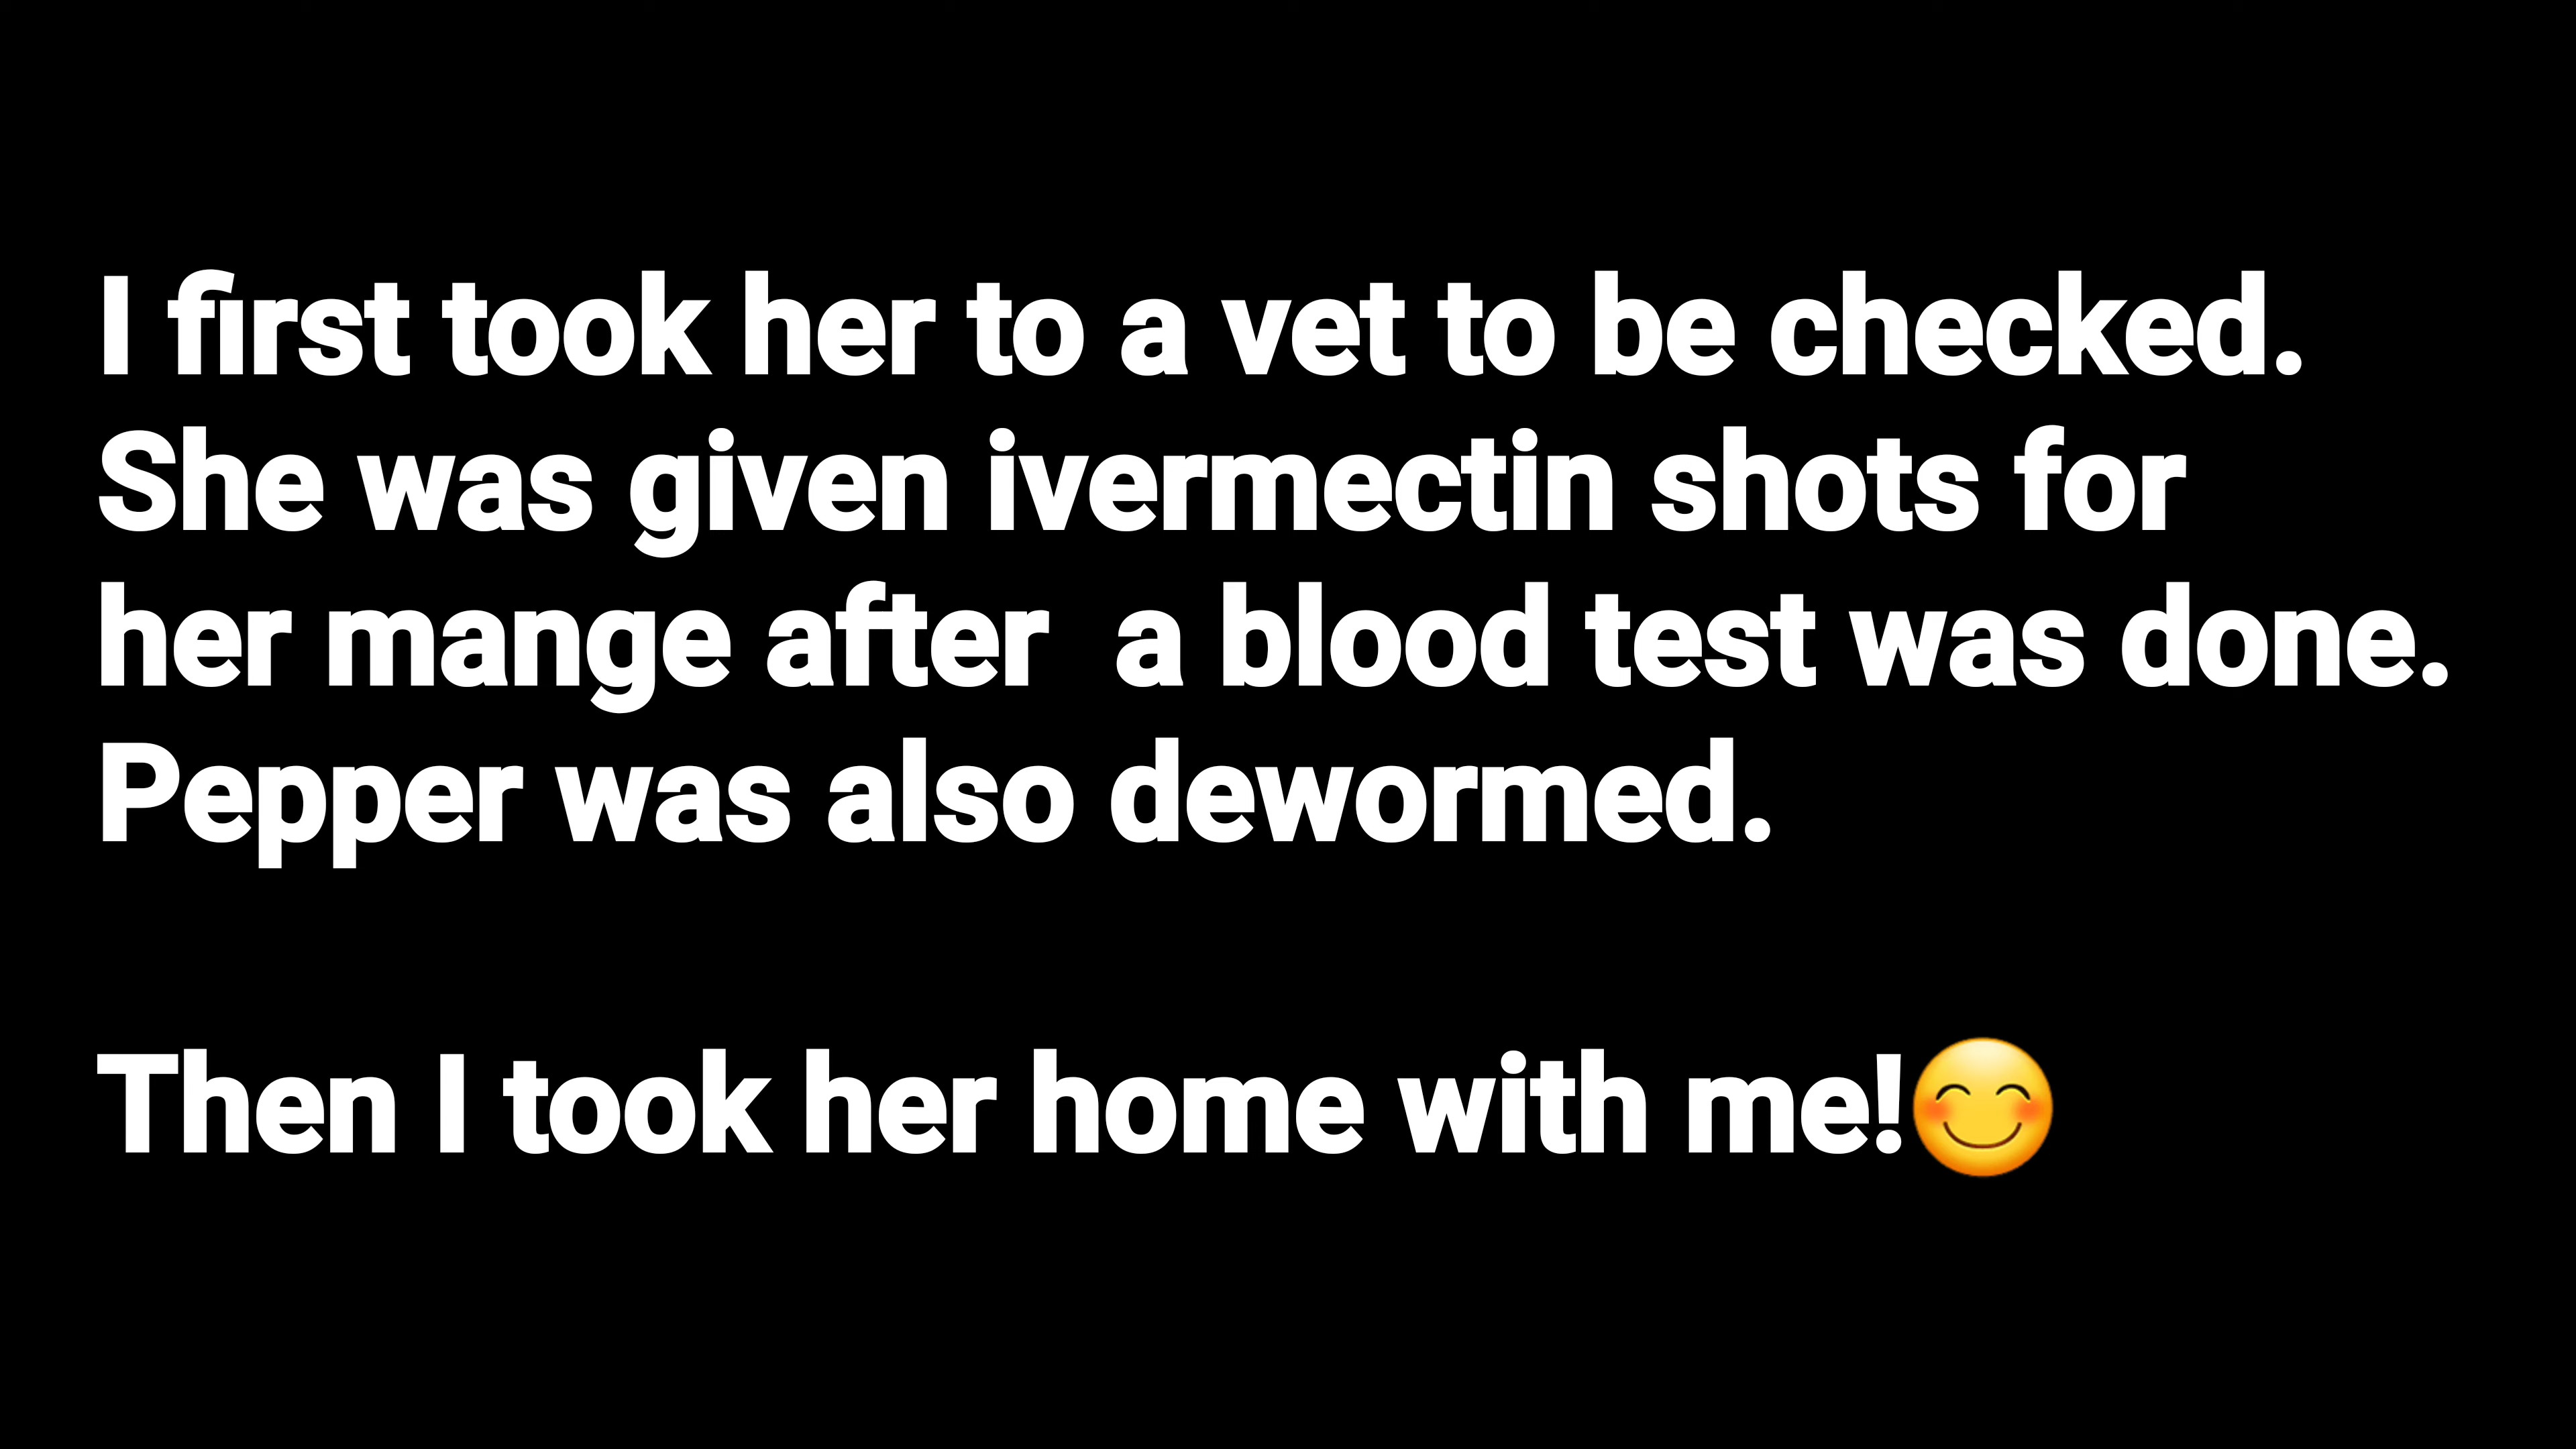 I first took her to a vet to be checked.
She was given ivermectin shots for
her mange after  a blood test was done.
Pepper was also dewormed.
Then I took her home with me!😊